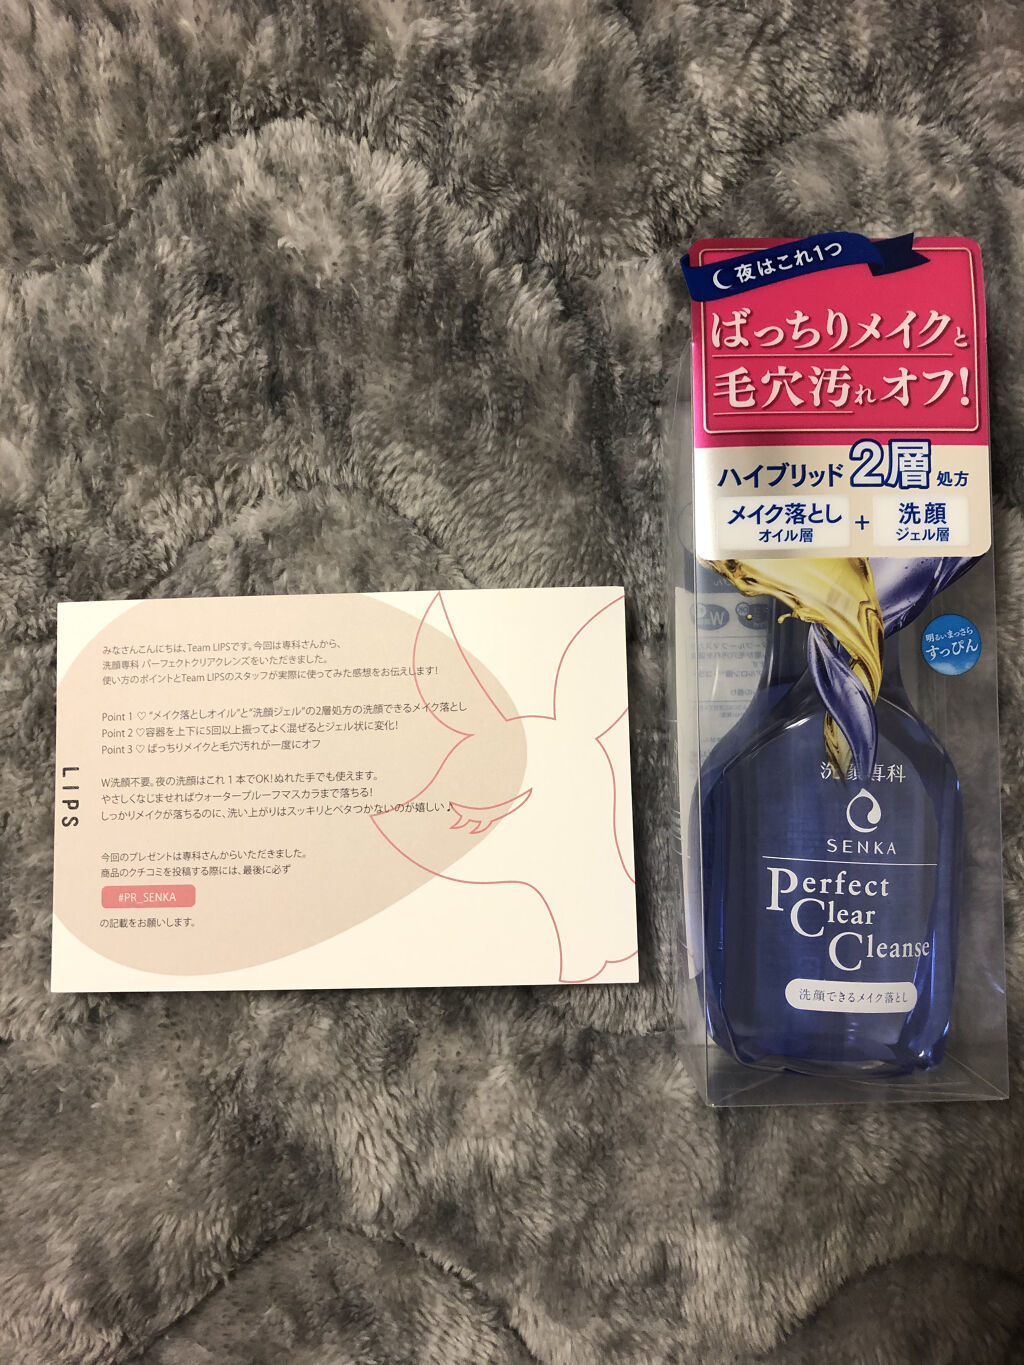 みなさんこんにちは、Team LIPSです。今回は専科さんから、
洗顔専科 パーフェクトクリアクレンズをいただきました。
使い方のポイントとTeam LIPSのスタッフが実際に使ってみた感想をお伝えします!
Point 1 ♡ “メイク落としオイル”と“洗顔ジェル”の2層処方の洗顔できるメイク落とし
Point 2 ♡容器を上下に5回以上振ってよく混ぜるとジェル状に変化!
Point 3 ♡ ばっちりメイクと毛穴汚れが一度にオフ
W洗顔不要。夜の洗顔はこれ1本でOK!ぬれた手でも使えます。
やさしくなじませればウォータープルーフマスカラまで落ちる!
しっかりメイクが落ちるのに、洗い上がりはスッキリとベタつかないのが嬉しい♪
今回のプレゼントは専科さんからいただきました。
商品のクチコミを投稿する際には、最後に必ず
#PR_SENKA
の記載をお願いします。
LIPS
夜はこれ1つ
ばっちりメイクと
毛穴汚れオフ!
ハイブリッド2層処方
メイク落とし + 洗顔
オイル層 ジェル層
明るいまっさら
すっぴん
洗顔専科
SENKA
Perfect
Clear
Cleanse
洗顔できるメイク落とし